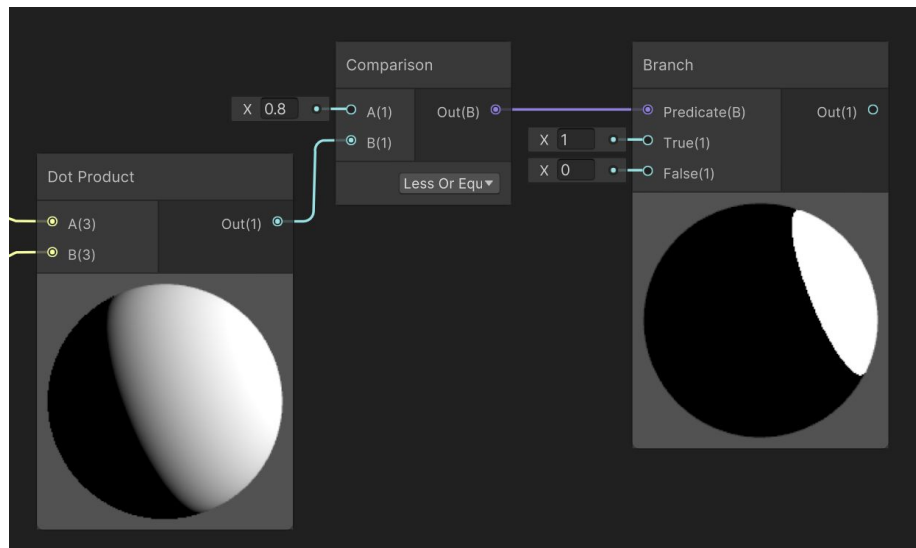 Comparison
X 0.8
A(1)
Out(B)
B(1)
Less Or Equ
Branch
Predicate(B)
Out(1)
X 1
True(1)
X 0
False(1)
Dot Product
A(3)
Out(1)
B(3)